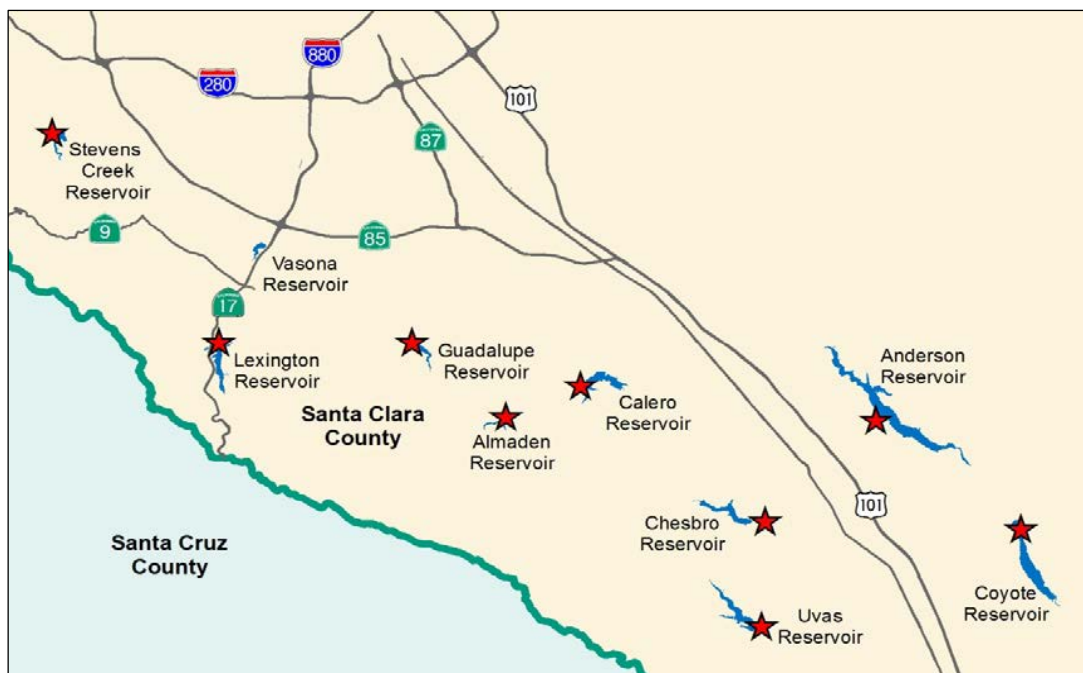 880
280
101
87
Stevens
Creek
Reservoir
9
85
Vasona
Reservoir
17
Lexington
Reservoir
Guadalupe
Reservoir
Anderson
Reservoir
Calero
Reservoir
Santa Clara
County
Almaden
Reservoir
101
Chesbro
Reservoir
Santa Cruz
County
Coyote
Reservoir
Uvas
Reservoir